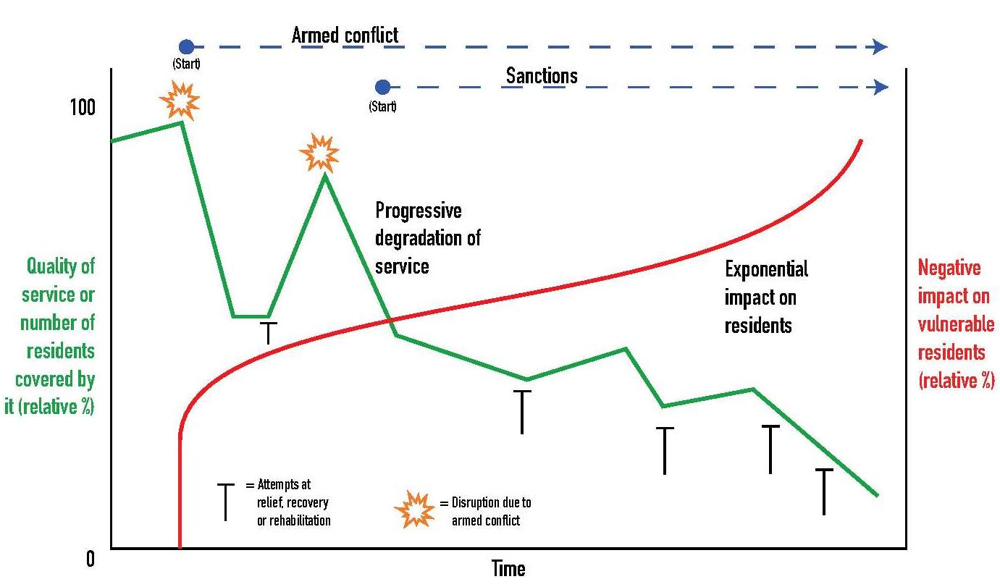 Armed conflict
(Start)
Sanctions
(Start)
100
Progressive
degradation of
service
Quality of
service or
number of
residents
covered by
it (relative %)
Exponential
impact on
residents
Negative
impact on
vulnerable
residents
(relative %)
= Attempts at
relief, recovery
or rehabilitation
= Disruption due to
armed conflict
0
Time